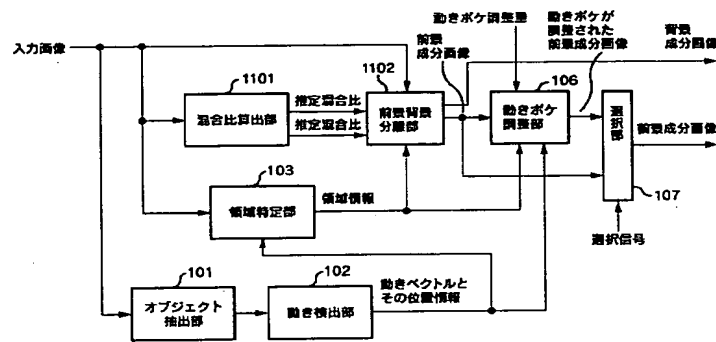 動きボケ調整量
動きボケが
調整された
前景成分画像
背景
成分画像
前景
成分画像
入力画像
1101
混合比算出部
推定混合比
推定混合比
1102
前景背景
分離部
106
動きボケ
調整部
選択部
前景成分画像
107
選択信号
103
領域特定部
領域情報
101
オブジェクト
抽出部
102
動き検出部
動きベクトルと
その位置情報